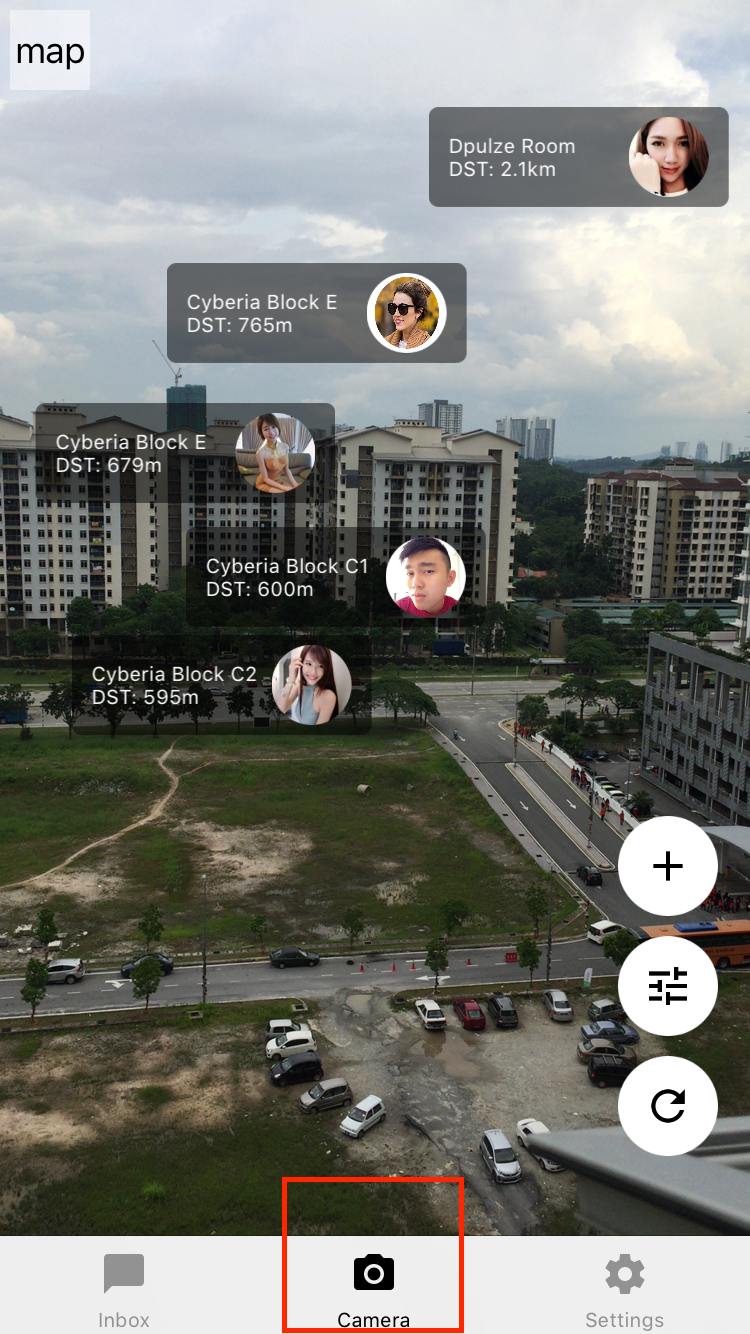 map
Dpulze Room
DST: 2.1km
Cyberia Block E
DST: 765m
Cyberia Block E
DST: 679m
Cyberia Block C1
DST: 600m
Cyberia Block C2
DST: 595m
Inbox
Camera
Settings